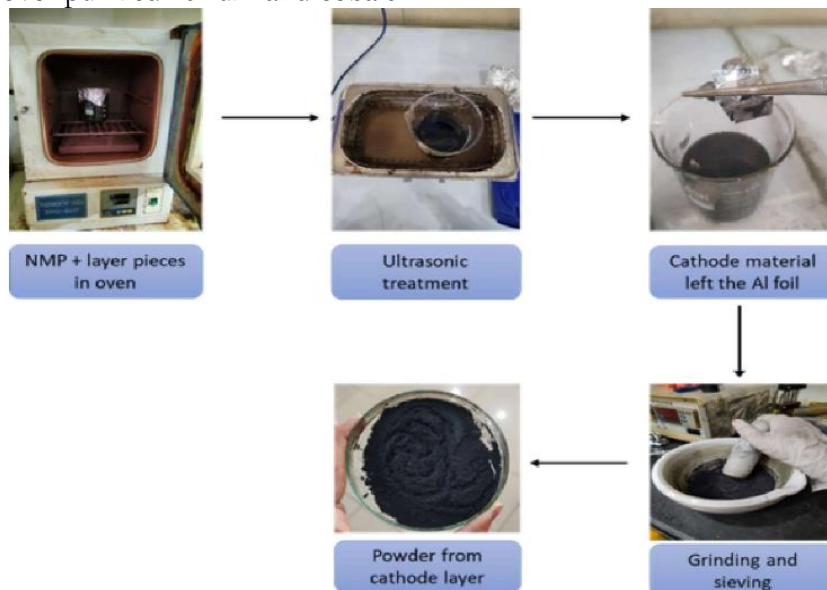 NMP + layer pieces
in oven
Ultrasonic
treatment
Cathode material
left the Al foil
Powder from
cathode layer
Grinding and
sieving